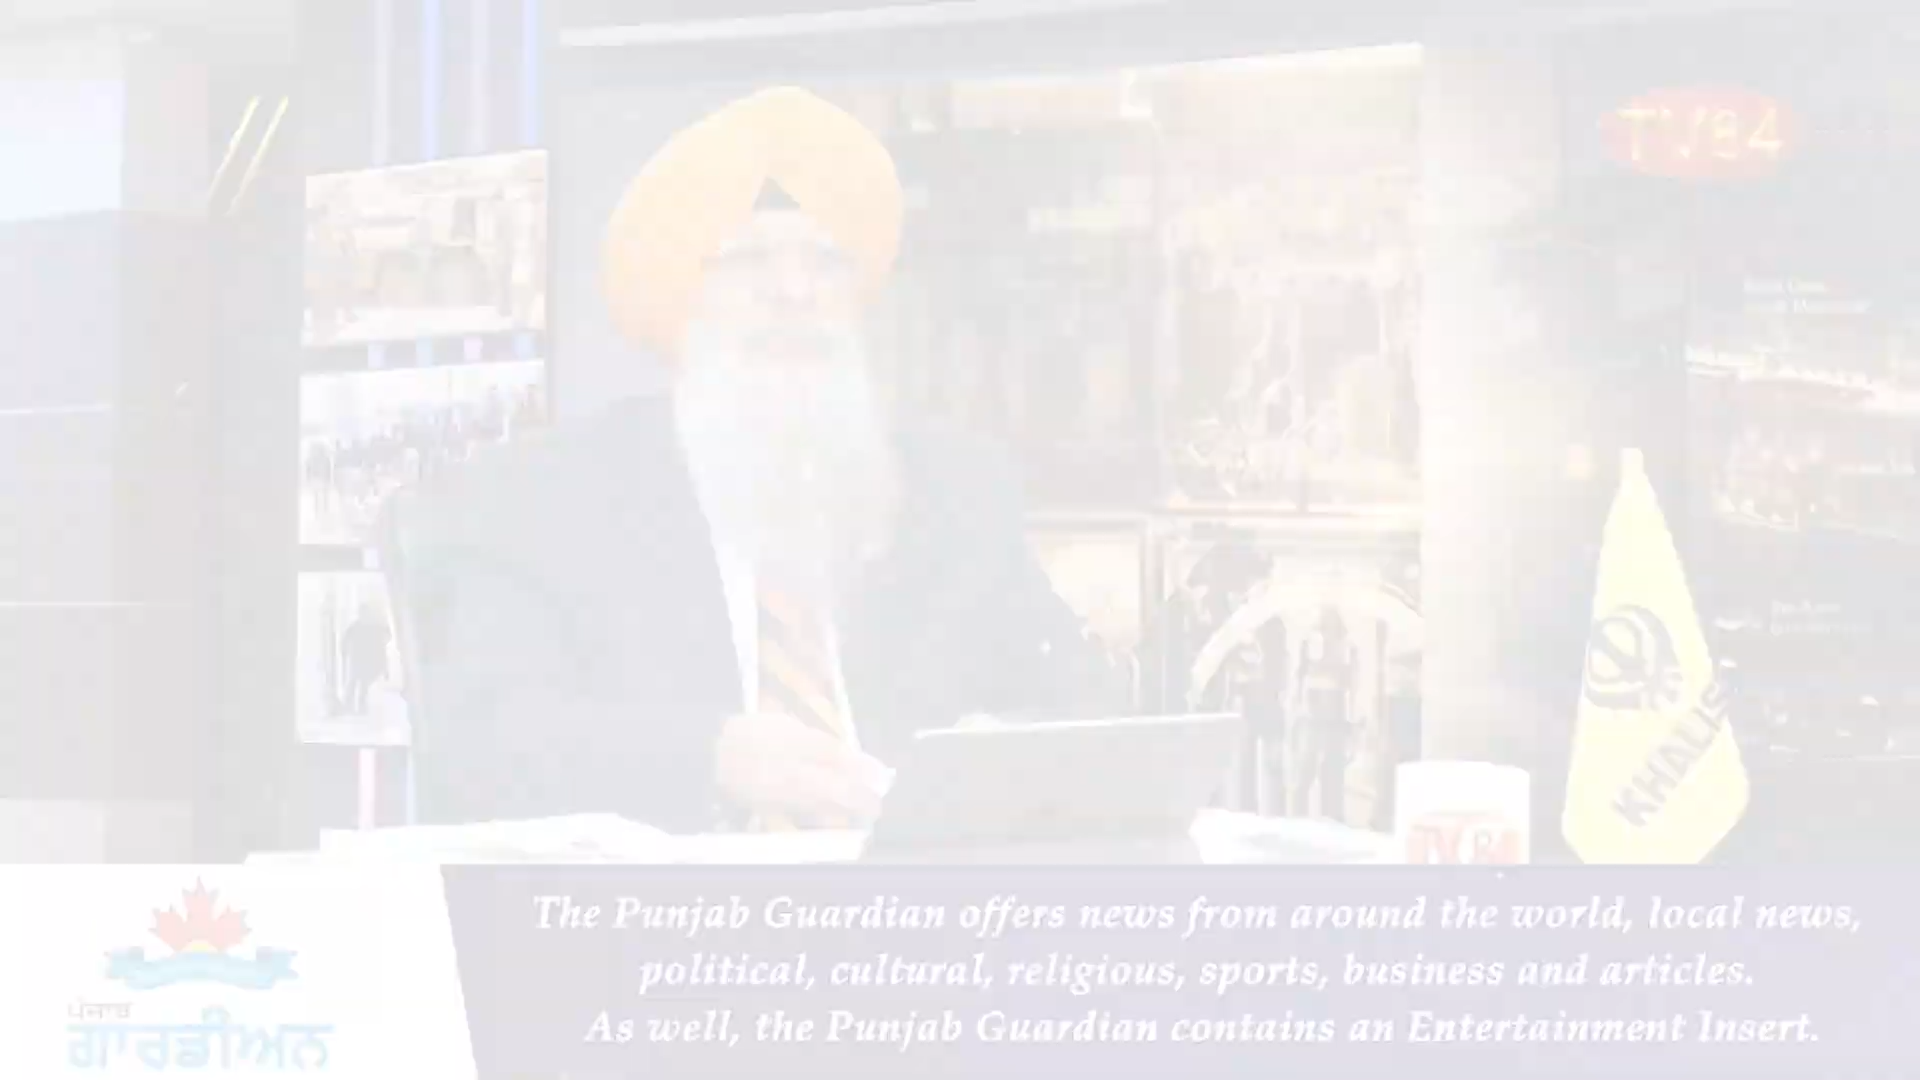 TV84
KHALIS
The Punjab Guardian offers news from around the world, local news,
political, cultural, religious, sports, business and articles.
As well, the Punjab Guardian contains an Entertainment Insert.
ਪੰਜਾਬ
ਗਾਰਡੀਅਨ